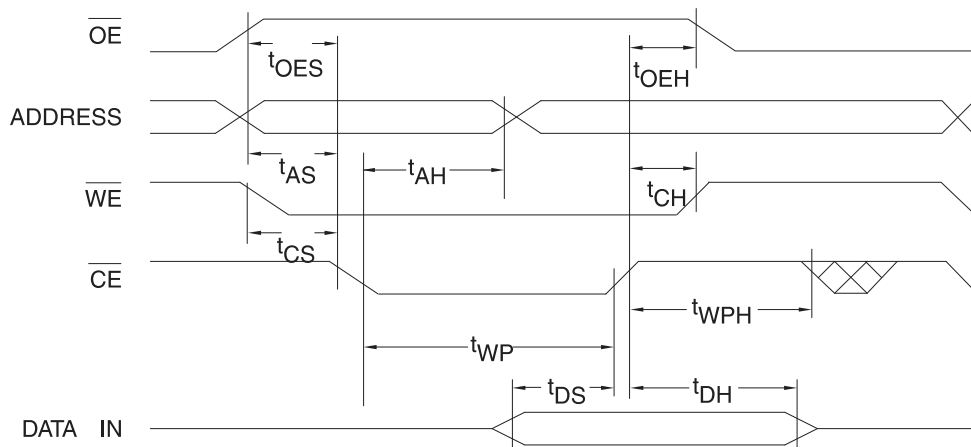 OE
tOES
tOEH
ADDRESS
tAS
tAH
tCH
WE
tCS
CE
tWPH
tWP
tDS
tDH
DATA IN